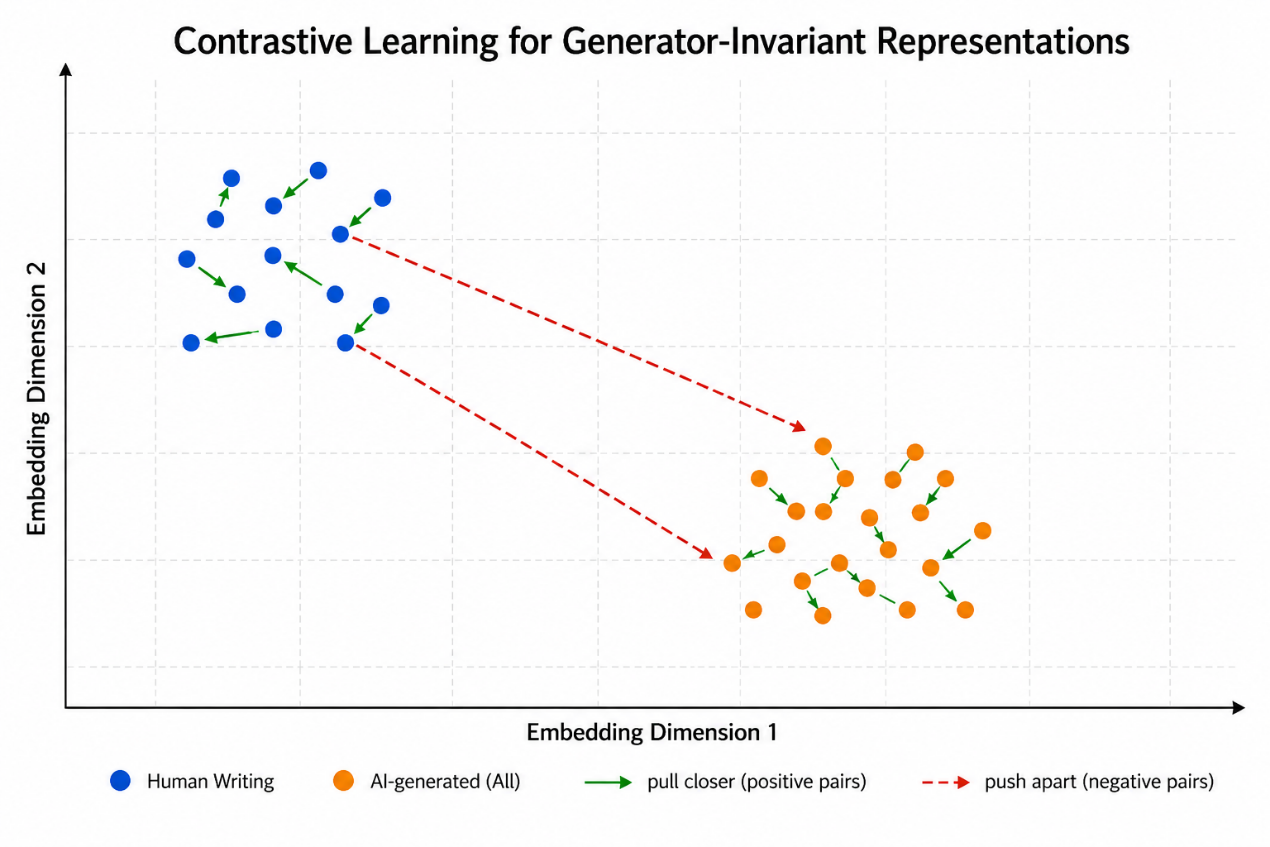 Contrastive Learning for Generator-Invariant Representations
Embedding Dimension 2
Embedding Dimension 1
Human Writing
AI-generated (All)
pull closer (positive pairs)
push apart (negative pairs)